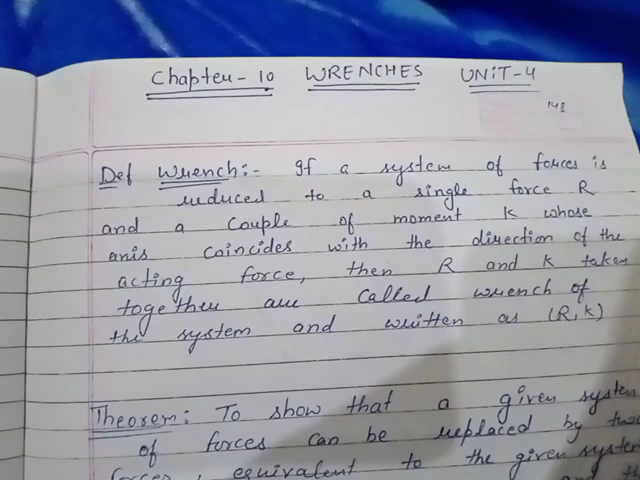 Chapter-10 WRENCHES UNIT-4
148
Def Wrench:- If a system of forces is
reduced to a single force R
and a couple of moment K whose
axis coincides with the direction of the
acting force, then R and K taken
together are called wrench of
the system and written as (R, K)
Theorem: To show that a given system
of forces can be replaced by two
forces, equivalent to the given system
and the